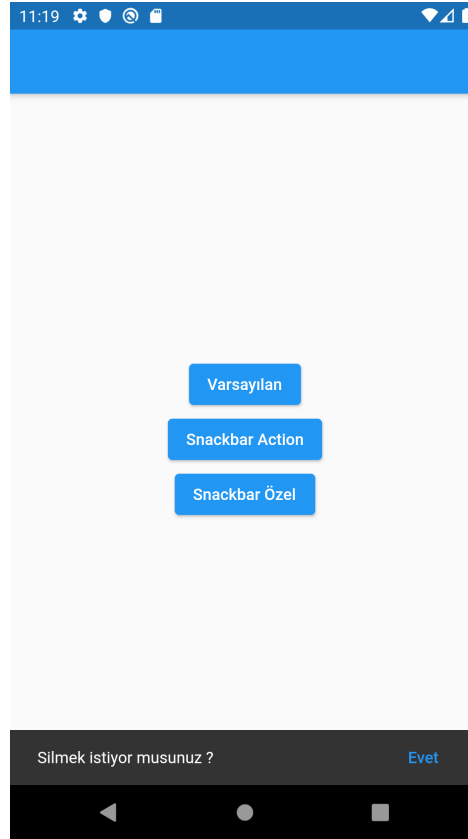 11:19
Varsayılan
Snackbar Action
Snackbar Özel
Silmek istiyor musunuz ? Evet